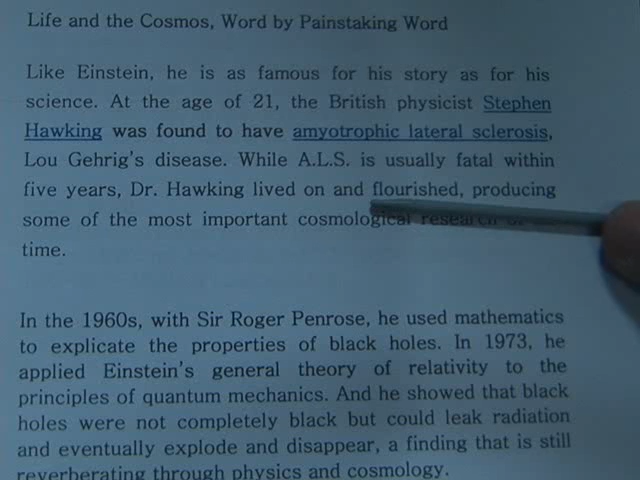 Life and the Cosmos, Word by Painstaking Word
Like Einstein, he is as famous for his story as for his
science. At the age of 21, the British physicist Stephen
Hawking was found to have amyotrophic lateral sclerosis,
Lou Gehrig's disease. While A.L.S. is usually fatal within
five years, Dr. Hawking lived on and flourished, producing
some of the most important cosmological research
time.
In the 1960s, with Sir Roger Penrose, he used mathematics
to explicate the properties of black holes. In 1973, he
applied Einstein's general theory of relativity to the
principles of quantum mechanics. And he showed that black
holes were not completely black but could leak radiation
and eventually explode and disappear, a finding that is still
reverberating through physics and cosmology.